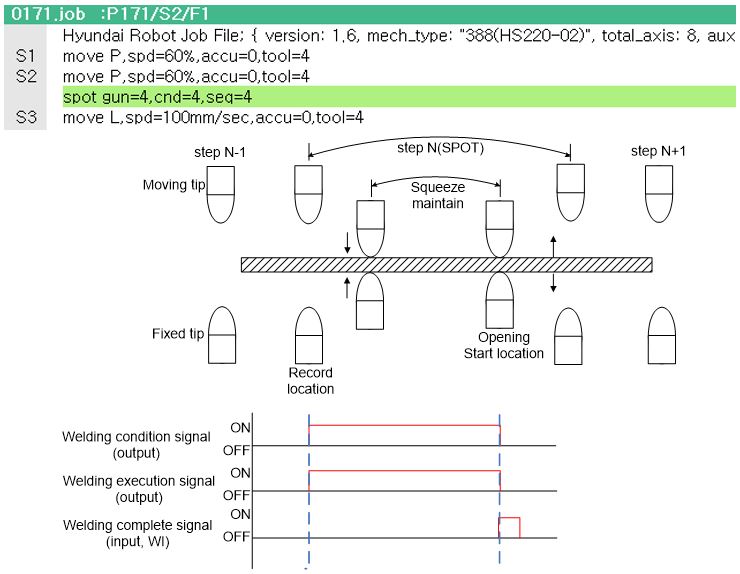 0171.job :P171/S2/F1
Hyundai Robot Job File; { version: 1.6, mech_type: "388(HS220-02)", total_axis: 8, aux
S1 move P,spd=60%,accu=0,tool=4
S2 move P,spd=60%,accu=0,tool=4
spot gun=4,cnd=4,seq=4
S3 move L,spd=100mm/sec,accu=0,tool=4
step N-1
step N(SPOT)
step N+1
Moving tip
Squeeze
maintain
Fixed tip
Opening
Start location
Record
location
Welding condition signal
(output)
ON
OFF
Welding execution signal
(output)
ON
OFF
Welding complete signal
(input, WI)
ON
OFF